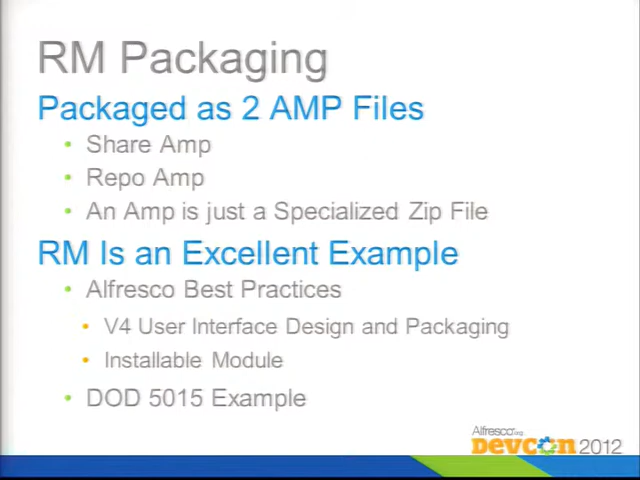 RM Packaging
Packaged as 2 AMP Files
• Share Amp
• Repo Amp
• An Amp is just a Specialized Zip File
RM Is an Excellent Example
• Alfresco Best Practices
• V4 User Interface Design and Packaging
• Installable Module
• DOD 5015 Example
Alfresco.org
Devcon 2012